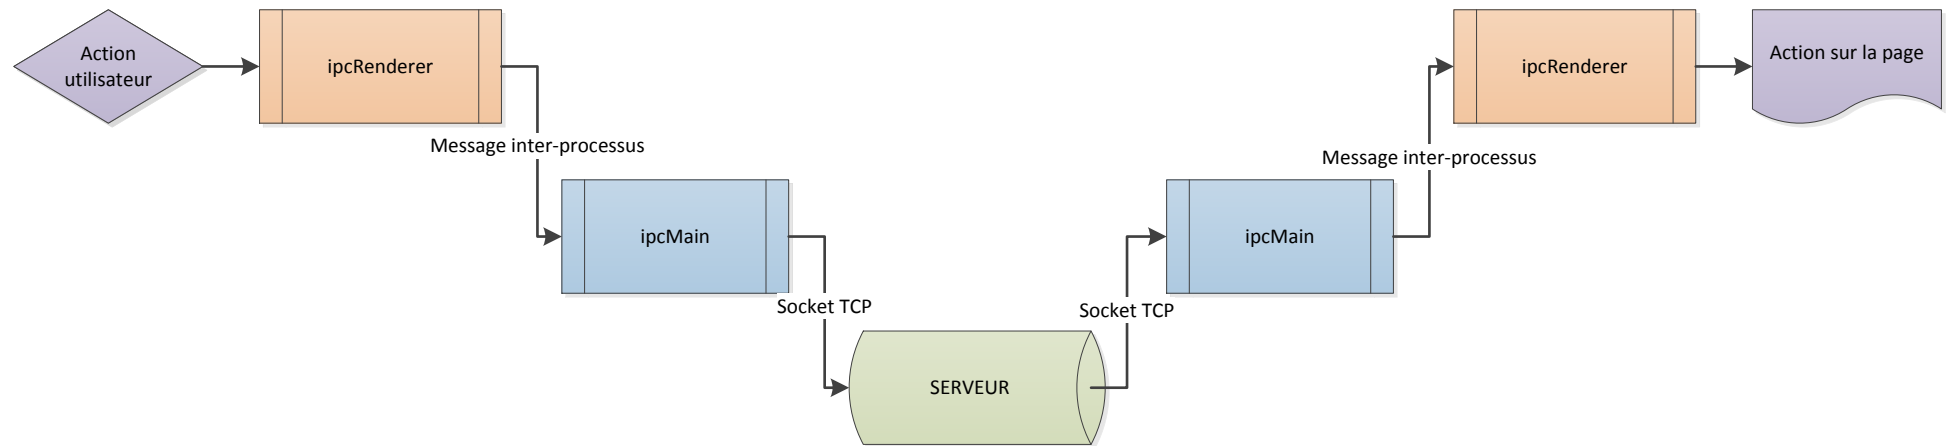 Action
utilisateur
ipcRenderer
Message inter-processus
ipcMain
Socket TCP
SERVEUR
Socket TCP
ipcMain
Message inter-processus
ipcRenderer
Action sur la page